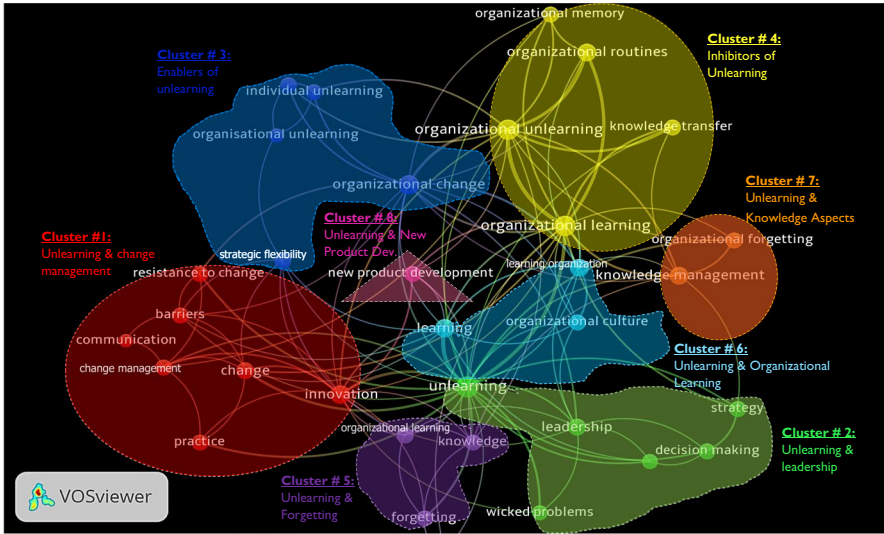 organizational memory
Cluster # 4:
Inhibitors of
Unlearning
Cluster # 3:
Enablers of
unlearning
organizational routines
individual unlearning
organisational unlearning
organizational unlearning
knowledge transfer
organizational change
Cluster # 7:
Unlearning &
Knowledge Aspects
Cluster # 8:
Unlearning & New
Product Dev.
organizational learning
Cluster #1:
Unlearning & change
management
organizational forgetting
strategic flexibility
learning organization
resistance to change
new product development
knowledge management
barriers
learning
organizational culture
communication
Cluster # 6:
Unlearning & Organizational
Learning
change management
change
unlearning
innovation
strategy
organizational learning
leadership
Cluster # 2:
Unlearning &
leadership
practice
knowledge
decision making
Cluster # 5:
Unlearning &
Forgetting
VOSviewer
forgetting
wicked problems